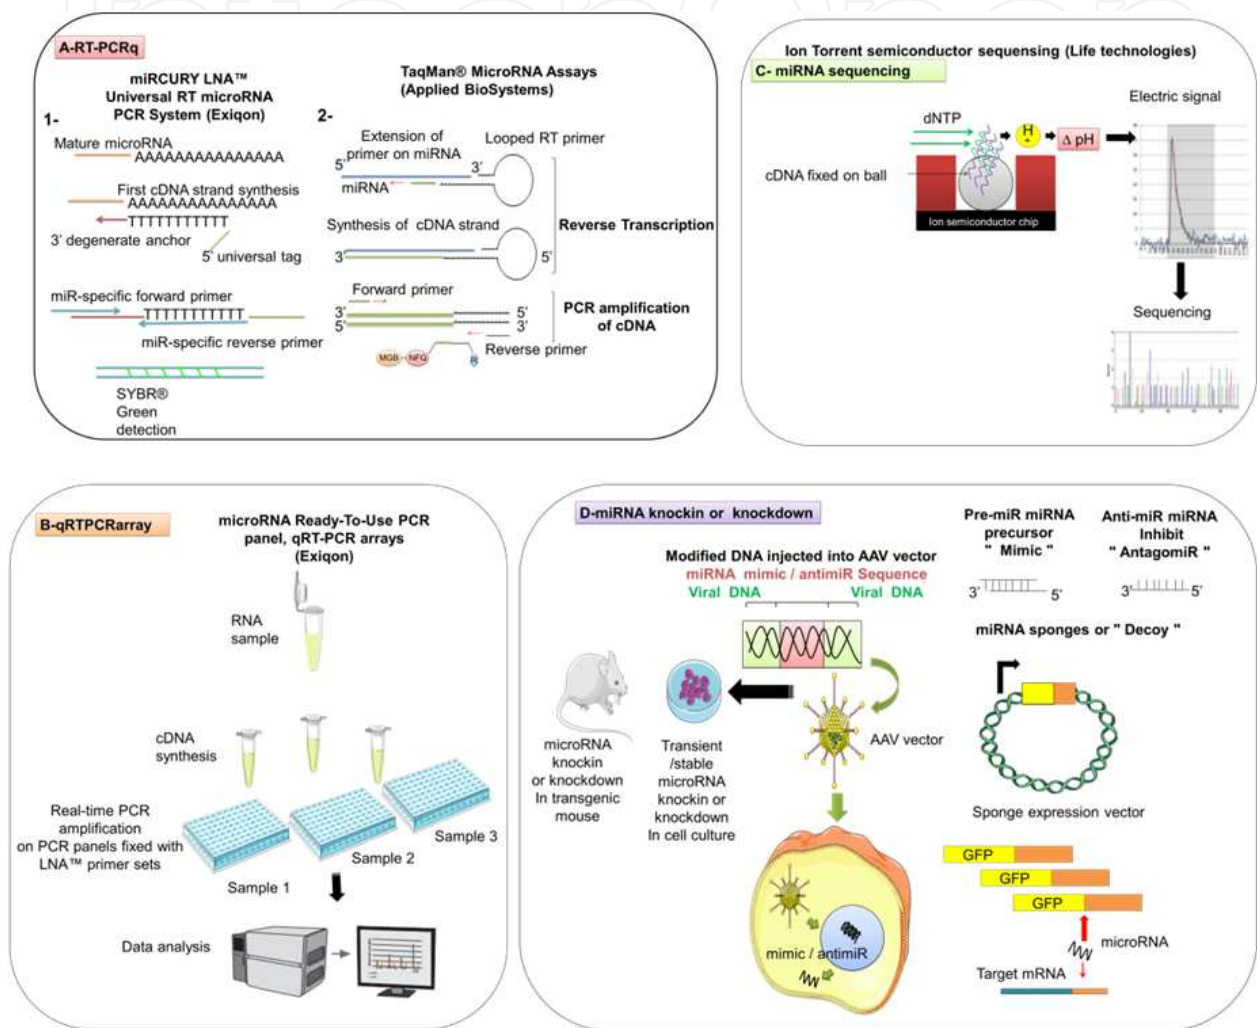 A-RT-PCRq
miRCURY LNA™
Universal RT microRNA
PCR System (Exiqon)
1-
Mature microRNA
AAAAAAAAAAAAAAA
First cDNA strand synthesis
AAAAAAAAAAAAAAA
TTTTTTTTTT
3' degenerate anchor
5' universal tag
miR-specific forward primer
TTTTTTTTTT
miR-specific reverse primer
SYBR®
Green
detection
TaqMan® MicroRNA Assays
(Applied BioSystems)
2-
Extension of
primer on miRNA
Looped RT primer
5'
3'
miRNA
Synthesis of cDNA strand
3'
5'
Reverse Transcription
Forward primer
3'
5'
5'
3'
PCR amplification
of cDNA
Reverse primer
MGB
NFQ
R
Ion Torrent semiconductor sequensing (Life technologies)
C- miRNA sequencing
Electric signal
dNTP
H
+
Δ pH
cDNA fixed on ball
Ion semiconductor chip
Sequencing
B-qRTPCRarray
microRNA Ready-To-Use PCR
panel, qRT-PCR arrays
(Exiqon)
RNA
sample
cDNA
synthesis
Real-time PCR
amplification
on PCR panels fixed with
LNA™ primer sets
Sample 1
Sample 2
Sample 3
Data analysis
D-miRNA knockin or knockdown
Modified DNA injected into AAV vector
miRNA mimic / antimiR Sequence
Viral DNA
Viral DNA
microRNA
knockin
or knockdown
In transgenic
mouse
Transient
/stable
microRNA
knockin or
knockdown
In cell culture
AAV vector
mimic / antimiR
Pre-miR miRNA
precursor
" Mimic "
3'
5'
Anti-miR miRNA
Inhibit
" AntagomiR "
3'
5'
miRNA sponges or " Decoy "
Sponge expression vector
GFP
GFP
GFP
microRNA
Target mRNA